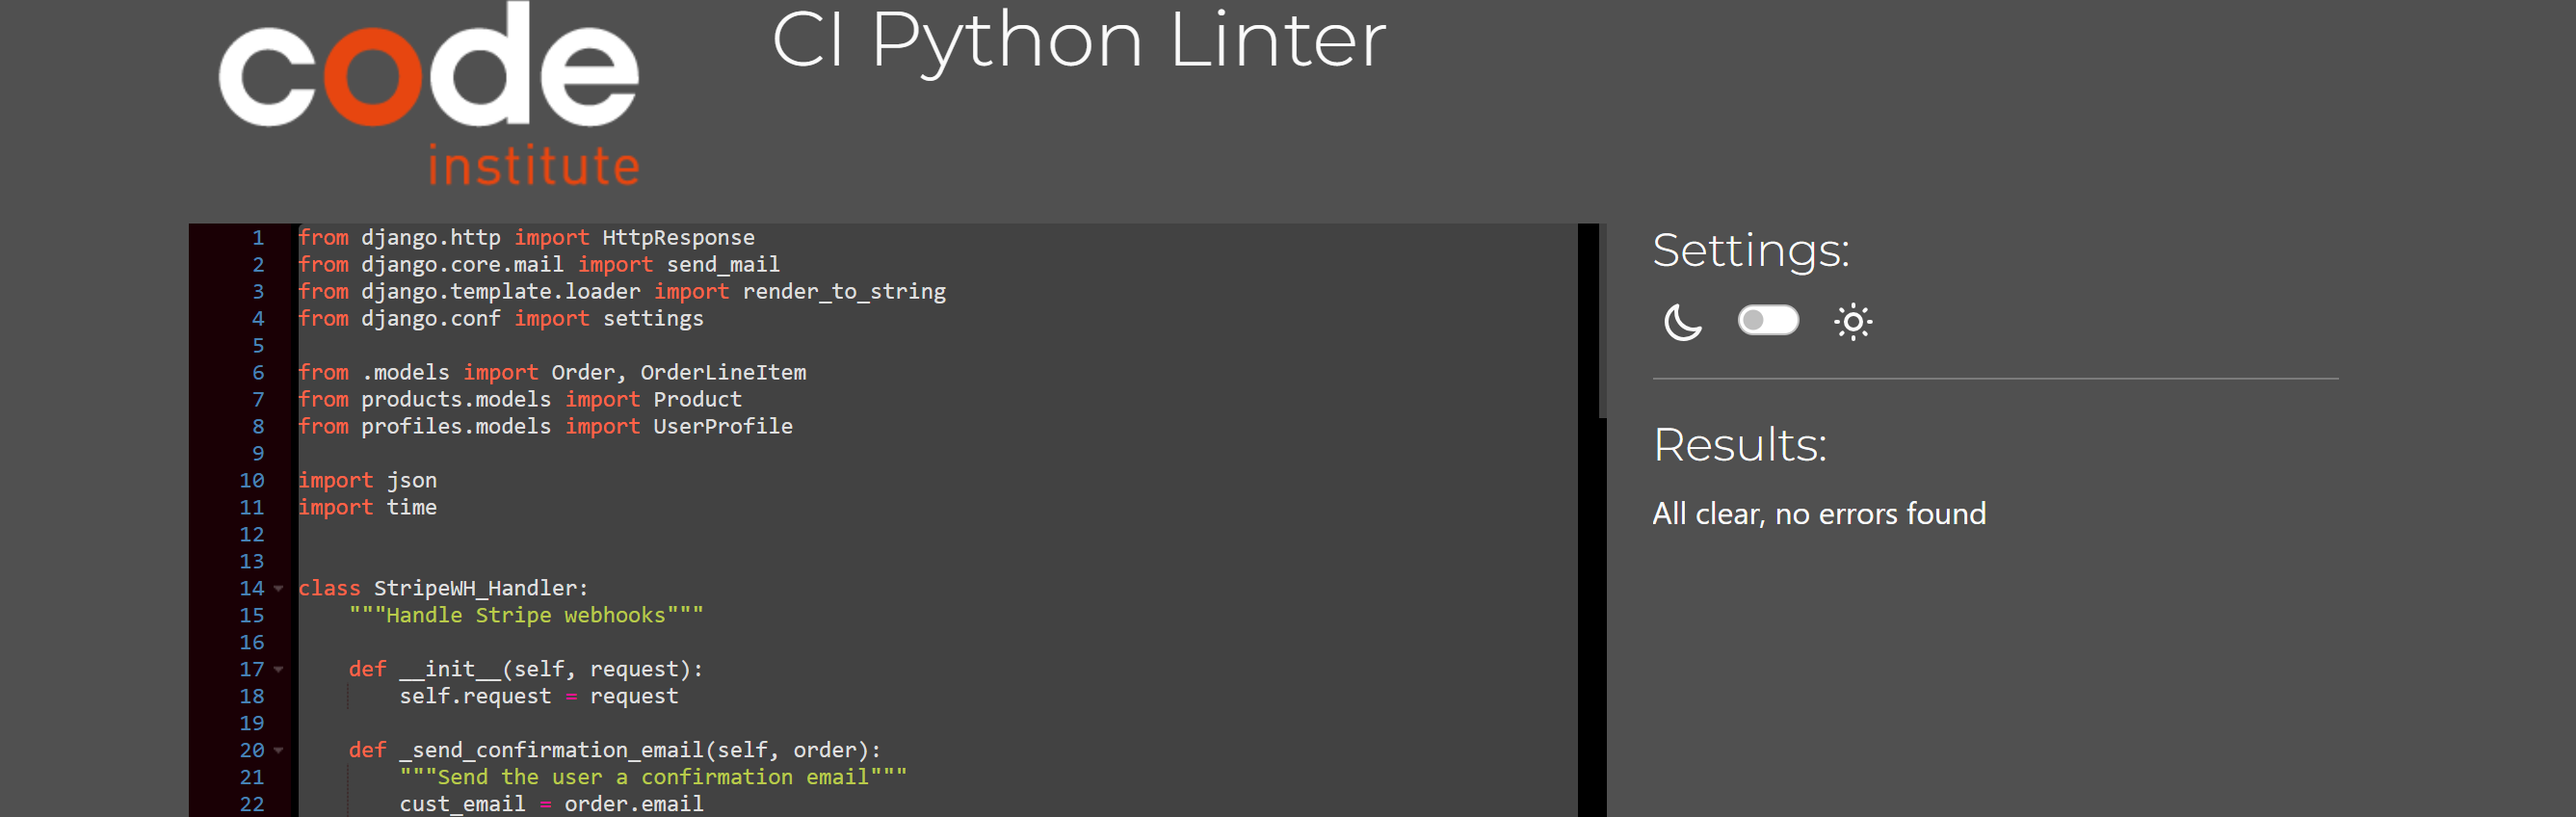 code
institute
CI Python Linter
1 from django.http import HttpResponse
2 from django.core.mail import send_mail
3 from django.template.loader import render_to_string
4 from django.conf import settings
5
6 from .models import Order, OrderLineItem
7 from products.models import Product
8 from profiles.models import UserProfile
9
10 import json
11 import time
12
13
14 class StripeWH_Handler:
15     """Handle Stripe webhooks"""
16
17     def __init__(self, request):
18         self.request = request
19
20     def _send_confirmation_email(self, order):
21         """Send the user a confirmation email"""
22         cust_email = order.email
Settings:
Results:
All clear, no errors found